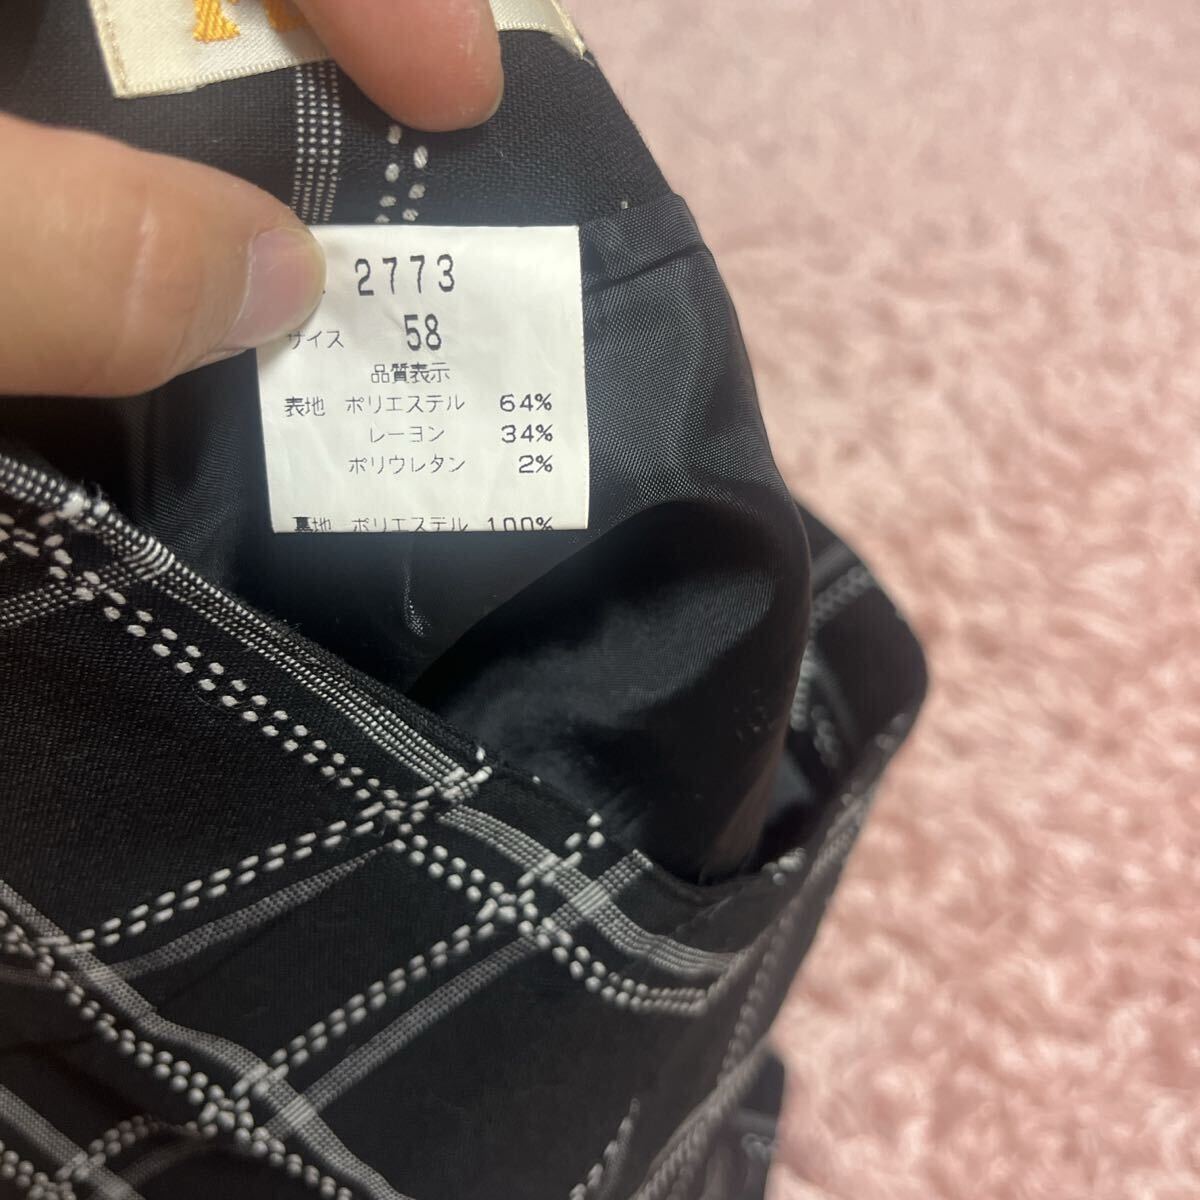 2773
サイズ 58
品質表示
表地 ポリエステル 64%
レーヨン 34%
ポリウレタン 2%
裏地 ポリエステル 100%